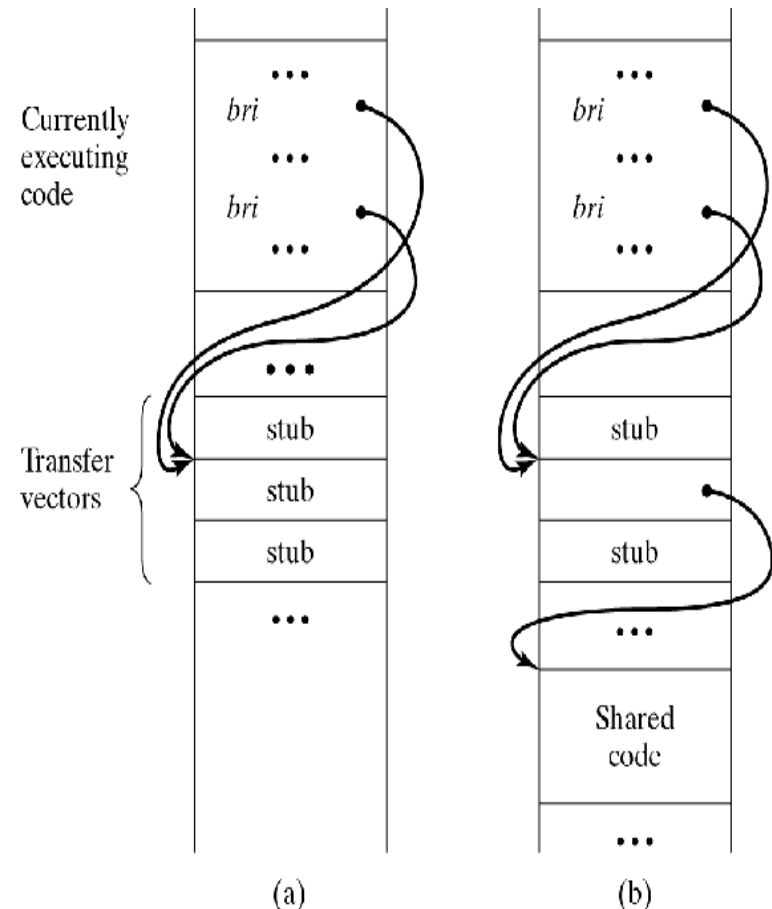 • • •
bri
Currently
executing
code
• • •
bri
• • •
• • •
Transfer
vectors
stub
stub
stub
• • •
(a)
• • •
bri
• • •
bri
• • •
stub
stub
• • •
Shared
code
• • •
(b)